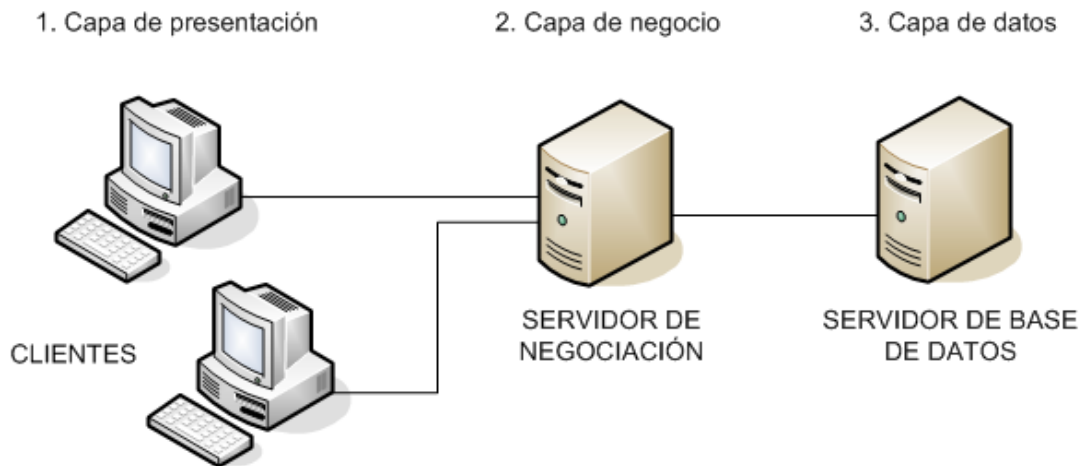 1. Capa de presentación
2. Capa de negocio
3. Capa de datos
CLIENTES
SERVIDOR DE
NEGOCIACIÓN
SERVIDOR DE BASE
DE DATOS